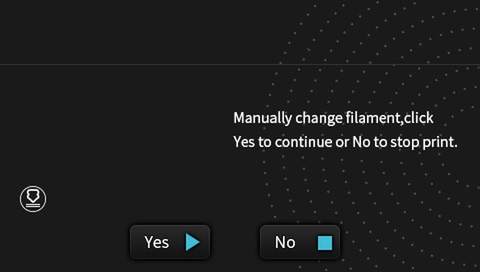 Manually change filament,click
Yes to continue or No to stop print.
Yes
No